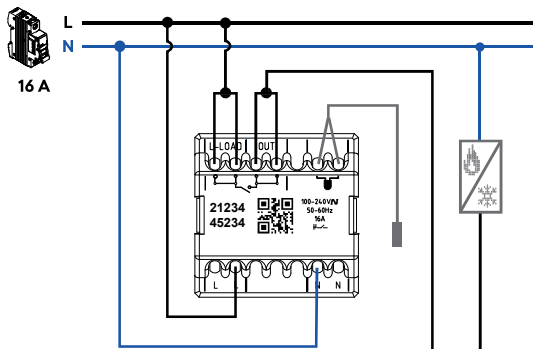 L
N
16 A
L-LOAD OUT
21234
45234
100-240V~
50-60Hz
16A
L L N N